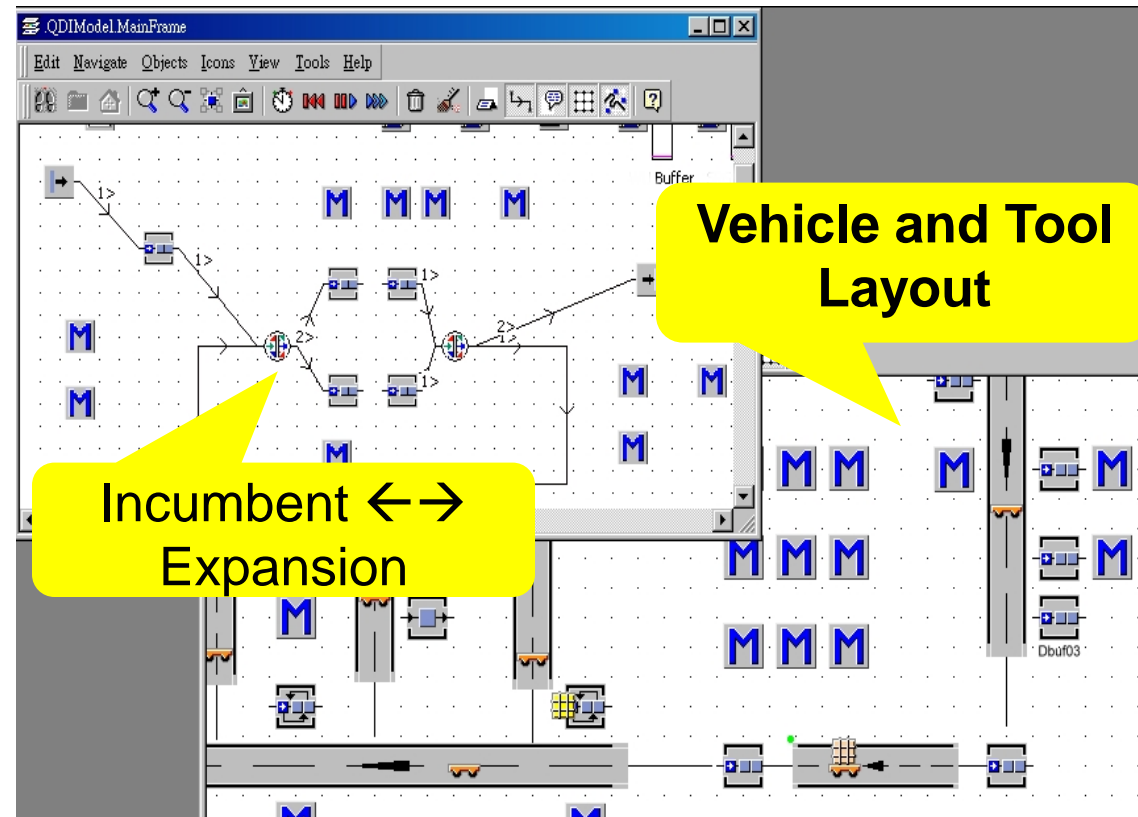 .QDIModel.MainFrame
Edit Navigate Objects Icons View Tools Help
1>
Buffer
M M M M
Vehicle and Tool
Layout
1>
1>
M
2>
2>
1>
M
1>
M M
M
M
Incumbent ←→
Expansion
M M M M
M M M M
M
M M M
Dbuf03
M M